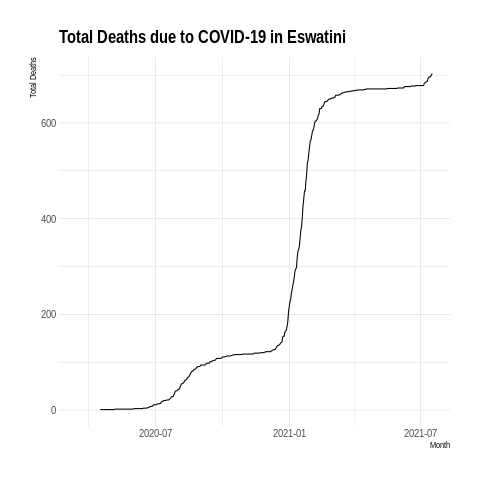 Total Deaths due to COVID-19 in Eswatini
Total Deaths
600
400
200
0
2020-07
2021-01
2021-07
Month